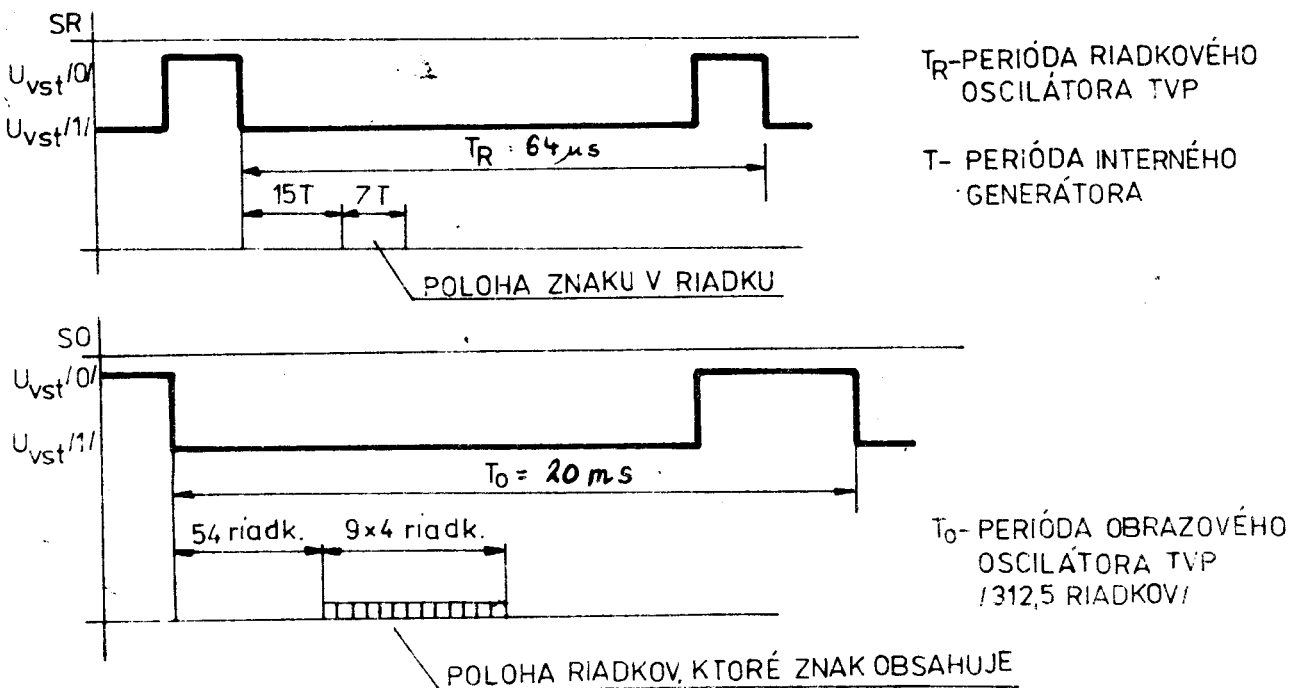 SR
Uvst/0/
Uvst/1/
TR : 64 µs
15T
7T
POLOHA ZNAKU V RIADKU
TR-PERIÓDA RIADKOVÉHO
OSCILÁTORA TVP
T- PERIÓDA INTERNÉHO
GENERÁTORA
SO
Uvst/0/
Uvst/1/
To = 20 ms
54 riadk.
9x4 riadk.
POLOHA RIADKOV, KTORÉ ZNAK OBSAHUJE
To- PERIÓDA OBRAZOVÉHO
OSCILÁTORA TVP
/312,5 RIADKOV/